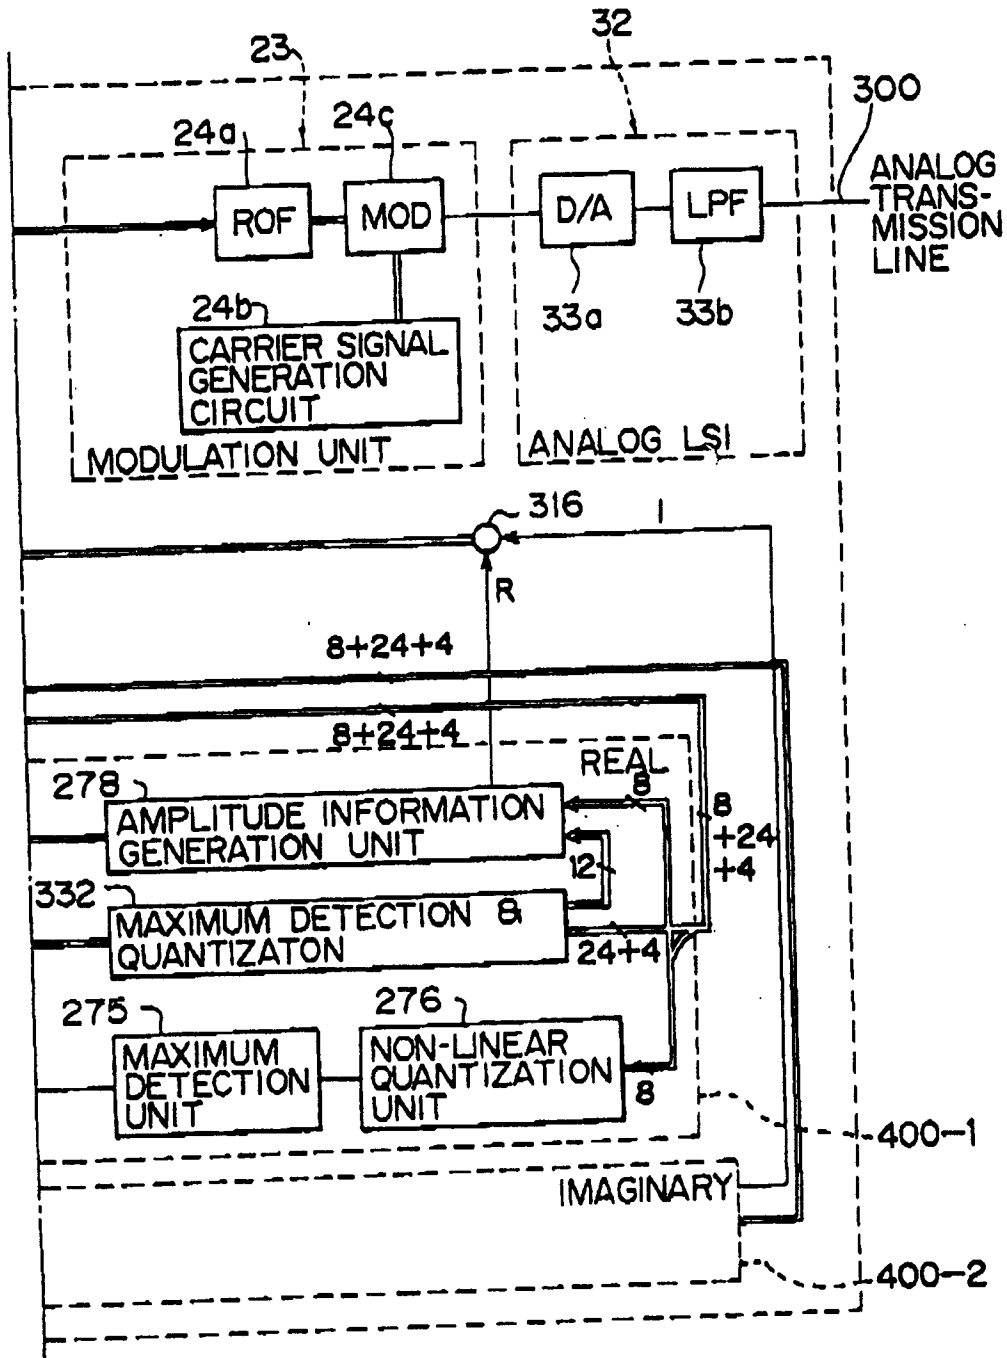 23
32
300
24a
24c
ROF
MOD
D/A
LPF
ANALOG
TRANS-
MISSION
LINE
24b
33a
33b
CARRIER SIGNAL
GENERATION
CIRCUIT
MODULATION UNIT
ANALOG LSI
316
I
R
8+24+4
8+24+4
REAL
278
8
AMPLITUDE INFORMATION
GENERATION UNIT
8
+24
+4
12
332
MAXIMUM DETECTION &
QUANTIZATON
24+4
275
276
MAXIMUM
DETECTION
UNIT
NON-LINEAR
QUANTIZATION
UNIT
8
400-1
IMAGINARY
400-2